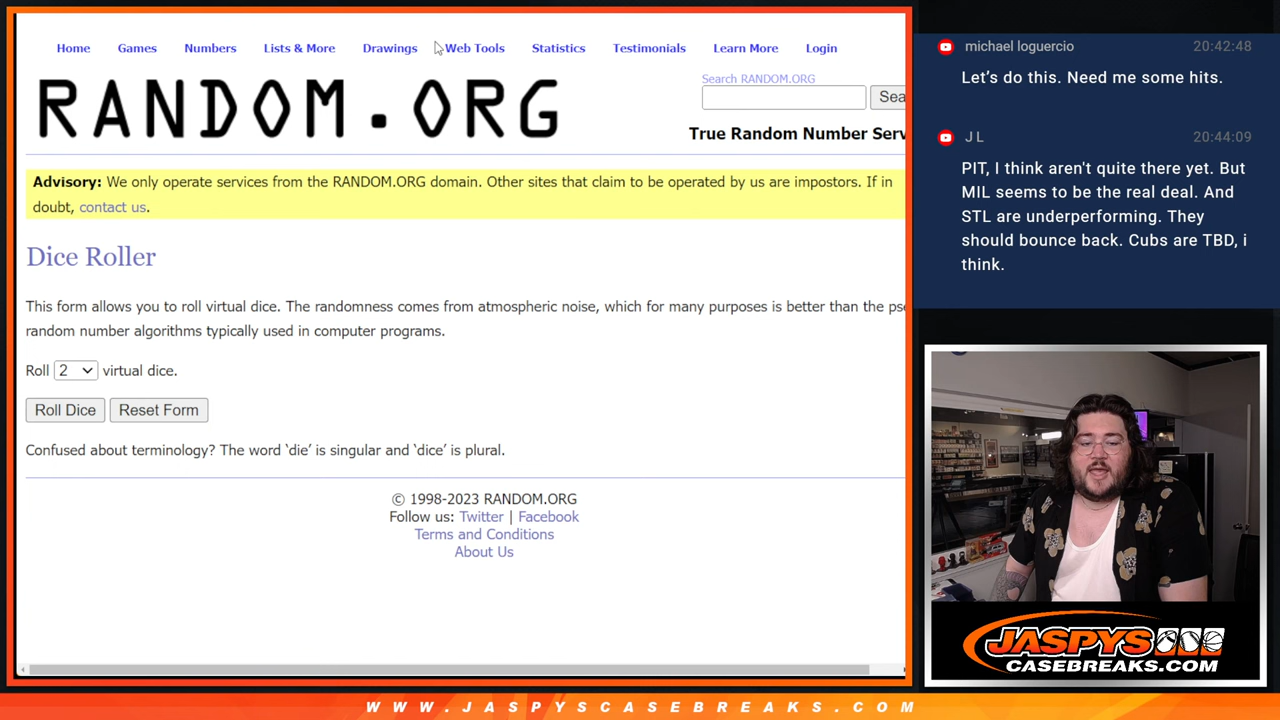 Home Games Numbers Lists & More Drawings Web Tools Statistics Testimonials Learn More Login
RANDOM.ORG
Search RANDOM.ORG
Sea
True Random Number Serv
Advisory: We only operate services from the RANDOM.ORG domain. Other sites that claim to be operated by us are impostors. If in
doubt, contact us.
Dice Roller
This form allows you to roll virtual dice. The randomness comes from atmospheric noise, which for many purposes is better than the pse
random number algorithms typically used in computer programs.
Roll 2 virtual dice.
Roll Dice Reset Form
Confused about terminology? The word ‘die’ is singular and ‘dice’ is plural.
© 1998-2023 RANDOM.ORG
Follow us: Twitter | Facebook
Terms and Conditions
About Us
michael loguercio 20:42:48
Let’s do this. Need me some hits.
J L 20:44:09
PIT, I think aren't quite there yet. But
MIL seems to be the real deal. And
STL are underperforming. They
should bounce back. Cubs are TBD, i
think.
JASPYS
CASEBREAKS.COM
WWW.JASPYSCASEBREAKS.COM